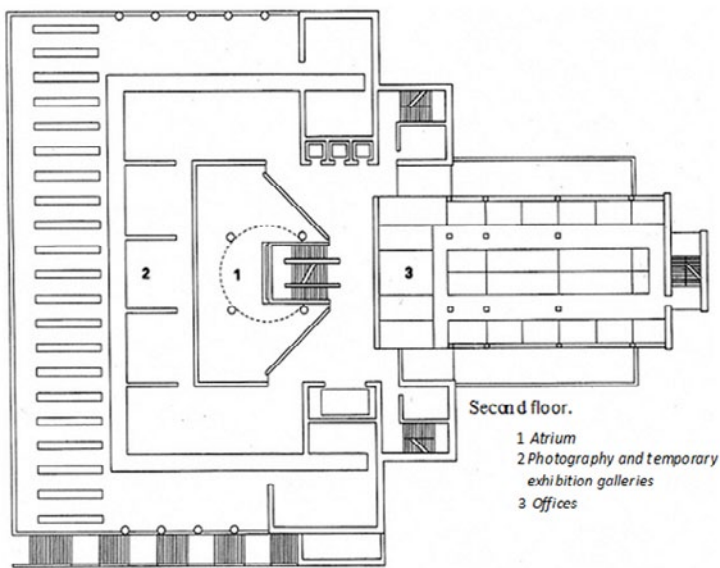 2
1
3
Second floor.
1 Atrium
2 Photography and temporary
exhibition galleries
3 Offices